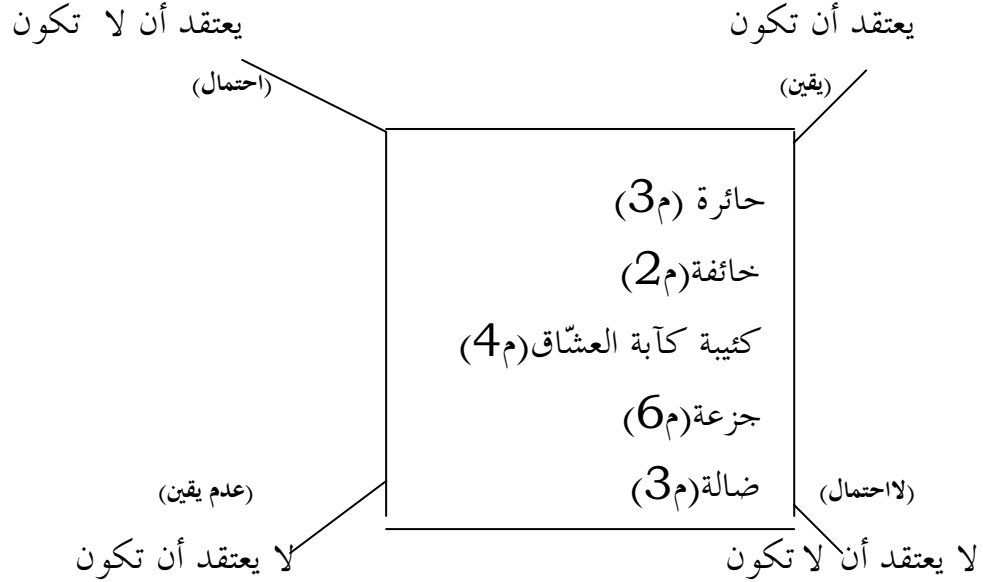 يعتقد أن تكون
يعتقد أن لا تكون
(يقين)
(احتمال)
حائرة (م3)
خائفة(م2)
كئيبة كآبة العشّاق(م4)
جزعة(م6)
ضالة(م3)
(لااحتمال)
(عدم يقين)
لا يعتقد أن لا تكون
لا يعتقد أن تكون